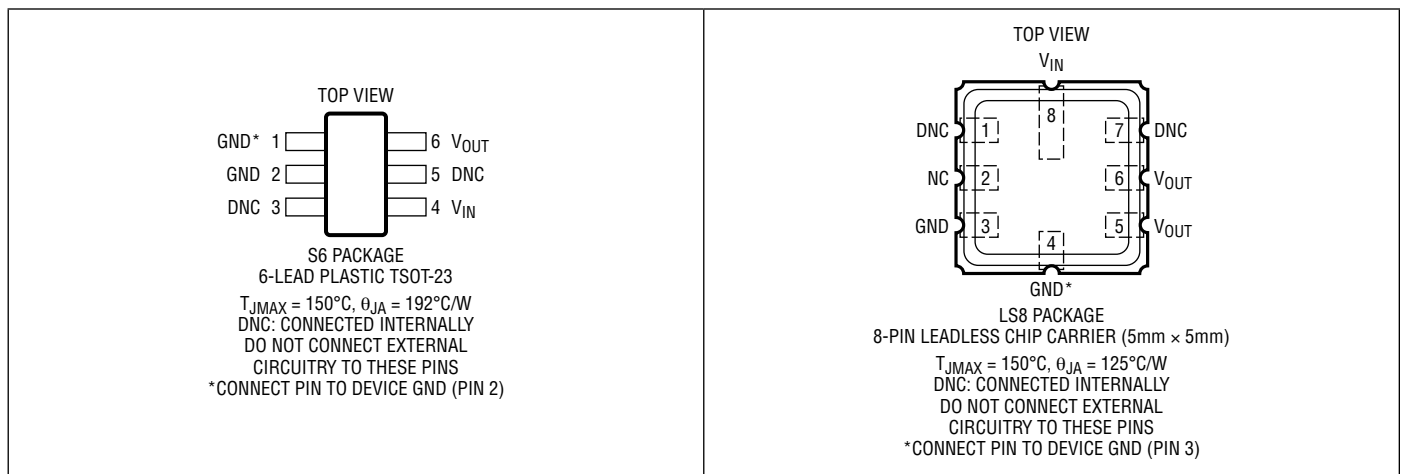 TOP VIEW
GND* 1 6 VOUT
GND 2 5 DNC
DNC 3 4 VIN
S6 PACKAGE
6-LEAD PLASTIC TSOT-23
TJMAX = 150°C, θJA = 192°C/W
DNC: CONNECTED INTERNALLY
DO NOT CONNECT EXTERNAL
CIRCUITRY TO THESE PINS
*CONNECT PIN TO DEVICE GND (PIN 2)
TOP VIEW
VIN
8
DNC 1 7 DNC
NC 2 6 VOUT
GND 3 5 VOUT
4
GND*
LS8 PACKAGE
8-PIN LEADLESS CHIP CARRIER (5mm × 5mm)
TJMAX = 150°C, θJA = 125°C/W
DNC: CONNECTED INTERNALLY
DO NOT CONNECT EXTERNAL
CIRCUITRY TO THESE PINS
*CONNECT PIN TO DEVICE GND (PIN 3)